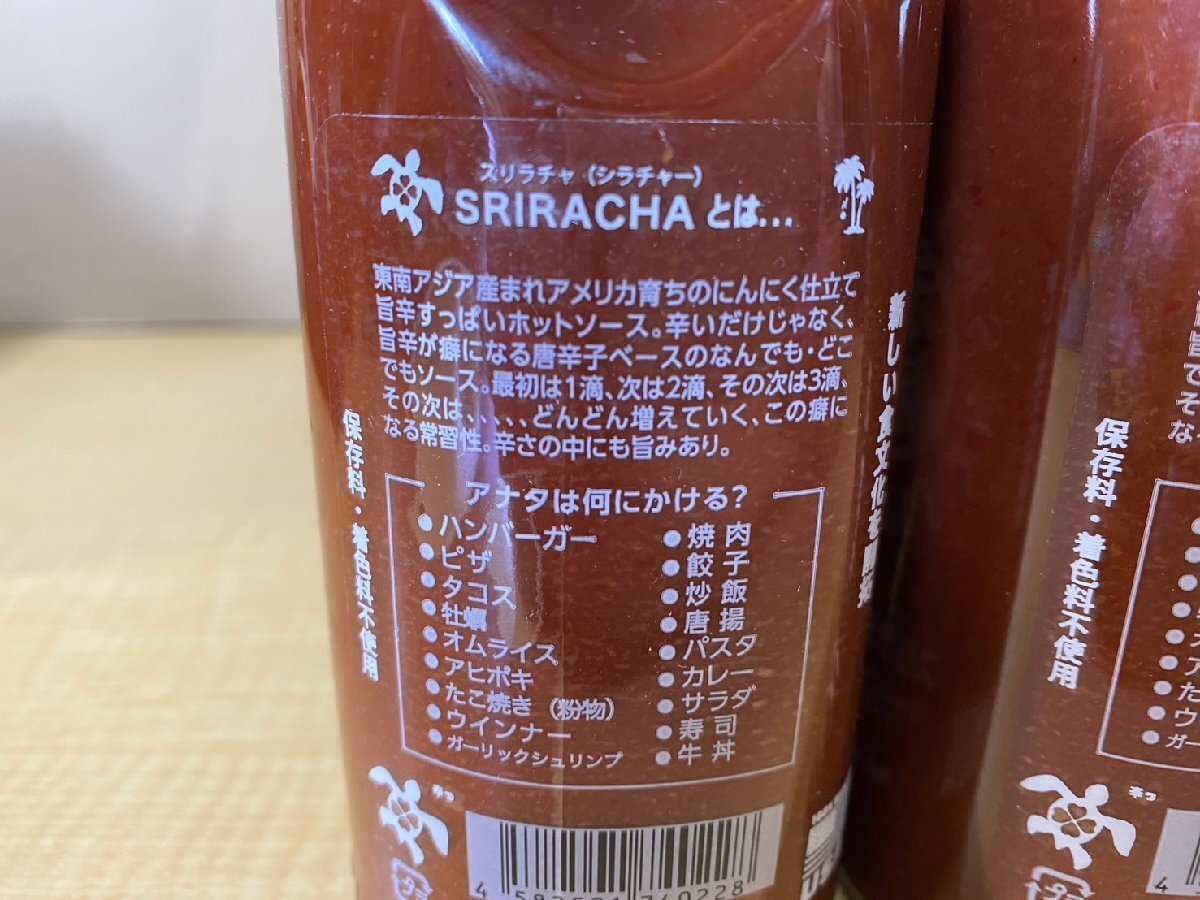 スリラチャ(シラチャー)
SRIRACHA とは...
東南アジア産まれアメリカ育ちのにんにく仕立て
旨辛すっぱいホットソース。辛いだけじゃなく、
旨辛が癖になる唐辛子ベースのなんでも・どこ
でもソース。最初は1滴、次は2滴、その次は3滴、
その次は、、、、どんどん増えていく、この癖に
なる常習性。辛さの中にも旨みあり。
アナタは何にかける?
●ハンバーガー
●ピザ
●タコス
●牡蠣
●オムライス
●アヒポキ
●たこ焼き(粉物)
●ウインナー
●ガーリックシュリンプ
●焼肉
●餃子
●炒飯
●唐揚
●パスタ
●カレー
●サラダ
●寿司
●牛丼
保存料・着色料不使用
新しい食文化を開拓
保存料・着色料不使用